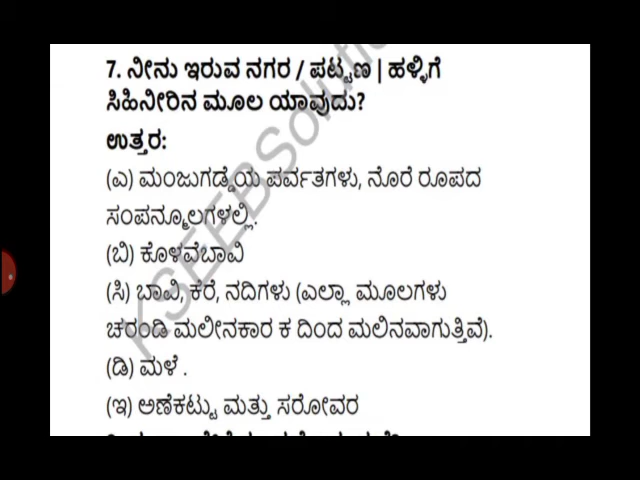 7. ನೀನು ಇರುವ ನಗರ / ಪಟ್ಟಣ | ಹಳ್ಳಿಗೆ
ಸಿಹಿನೀರಿನ ಮೂಲ ಯಾವುದು?
ಉತ್ತರ:
(ಎ) ಮಂಜುಗಡ್ಡೆಯ ಪರ್ವತಗಳು, ನೊರೆ ರೂಪದ
ಸಂಪನ್ಮೂಲಗಳಲ್ಲಿ.
(ಬಿ) ಕೊಳವೆಬಾವಿ
(ಸಿ) ಬಾವಿ, ಕೆರೆ, ನದಿಗಳು (ಎಲ್ಲಾ ಮೂಲಗಳು
ಚರಂಡಿ ಮಲೀನಕಾರ ಕ ದಿಂದ ಮಲಿನವಾಗುತ್ತಿವೆ).
(ಡಿ) ಮಳೆ .
(ಇ) ಅಣೆಕಟ್ಟು ಮತ್ತು ಸರೋವರ
KSEEBSolutio